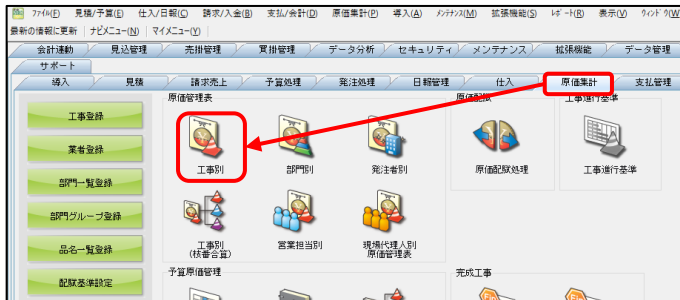 ファイル(F) 見積/予算(E) 仕入/日報(C) 請求/入金(B) 支払/会計(D) 原価集計(P) 導入(A) メンテナンス(M) 拡張機能(S) レポート(R) 表示(V) ウィンドウ(W
最新の情報に更新 ナビメニュー(N) マイメニュー(Y)
会計連動 見込管理 売掛管理 買掛管理 データ分析 セキュリティ メンテナンス 拡張機能 データ管理
サポート
導入 見積 請求売上 予算処理 発注処理 日報管理 仕入 原価集計 支払管理
原価管理表 原価配賦 工事進行基準
工事登録
業者登録
部門一覧登録
部門グループ登録
品名一覧登録
配賦基準設定
工事別 部門別 発注者別 原価配賦処理 工事進行基準
工事別
(枝番合算)
営業担当別
現場代理人別
原価管理表
予算原価管理 完成工事